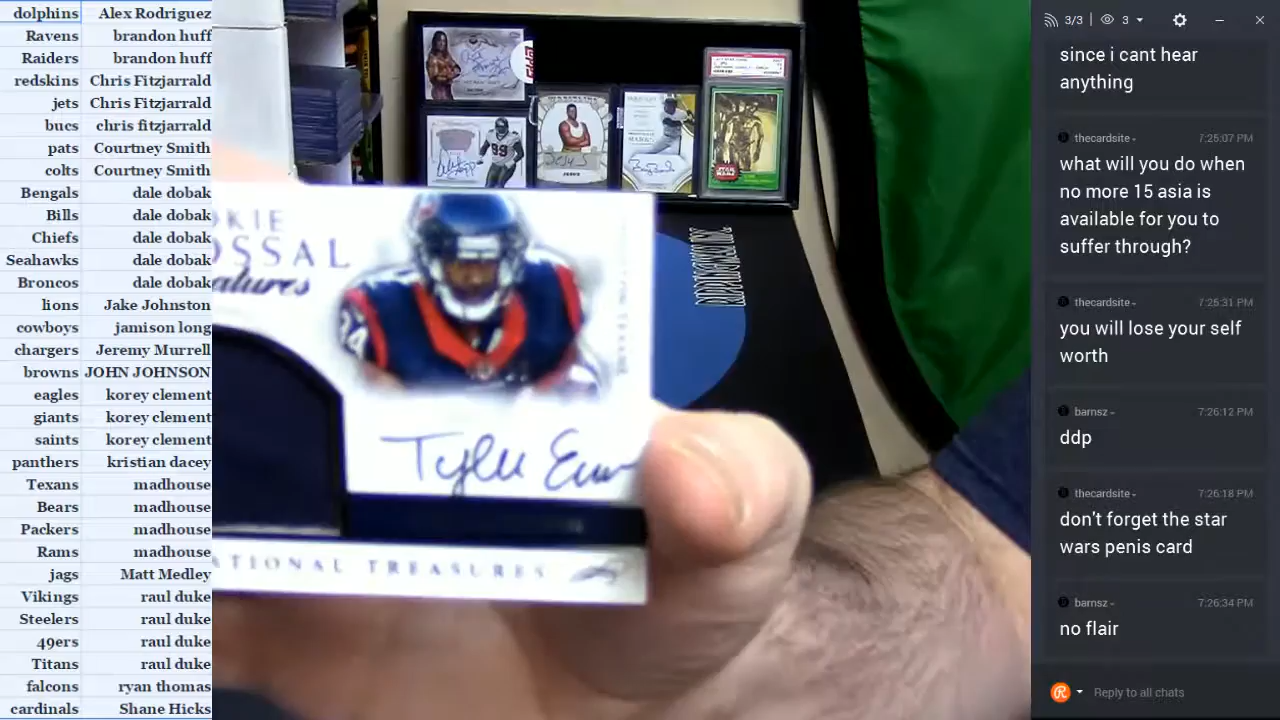 dolphins Alex Rodriguez
Ravens brandon huff
Raiders brandon huff
redskins Chris Fitzjarrald
jets Chris Fitzjarrald
bucs chris fitzjarrald
pats Courtney Smith
colts Courtney Smith
Bengals dale dobak
Bills dale dobak
Chiefs dale dobak
Seahawks dale dobak
Broncos dale dobak
lions Jake Johnston
cowboys jamison long
chargers Jeremy Murrell
browns JOHN JOHNSON
eagles korey clement
giants korey clement
saints korey clement
panthers kristian dacey
Texans madhouse
Bears madhouse
Packers madhouse
Rams madhouse
jags Matt Medley
Vikings raul duke
Steelers raul duke
49ers raul duke
Titans raul duke
falcons ryan thomas
cardinals Shane Hicks
STAR WARS
OKIE
OSSAL
atures
84
Tyler
ATIONAL TREASURES
3/3
3
since i cant hear
anything
thecardsite 7:25:07 PM
what will you do when
no more 15 asia is
available for you to
suffer through?
thecardsite 7:25:31 PM
you will lose your self
worth
barnsz 7:26:12 PM
ddp
thecardsite 7:26:18 PM
don't forget the star
wars penis card
barnsz 7:26:34 PM
no flair
Reply to all chats